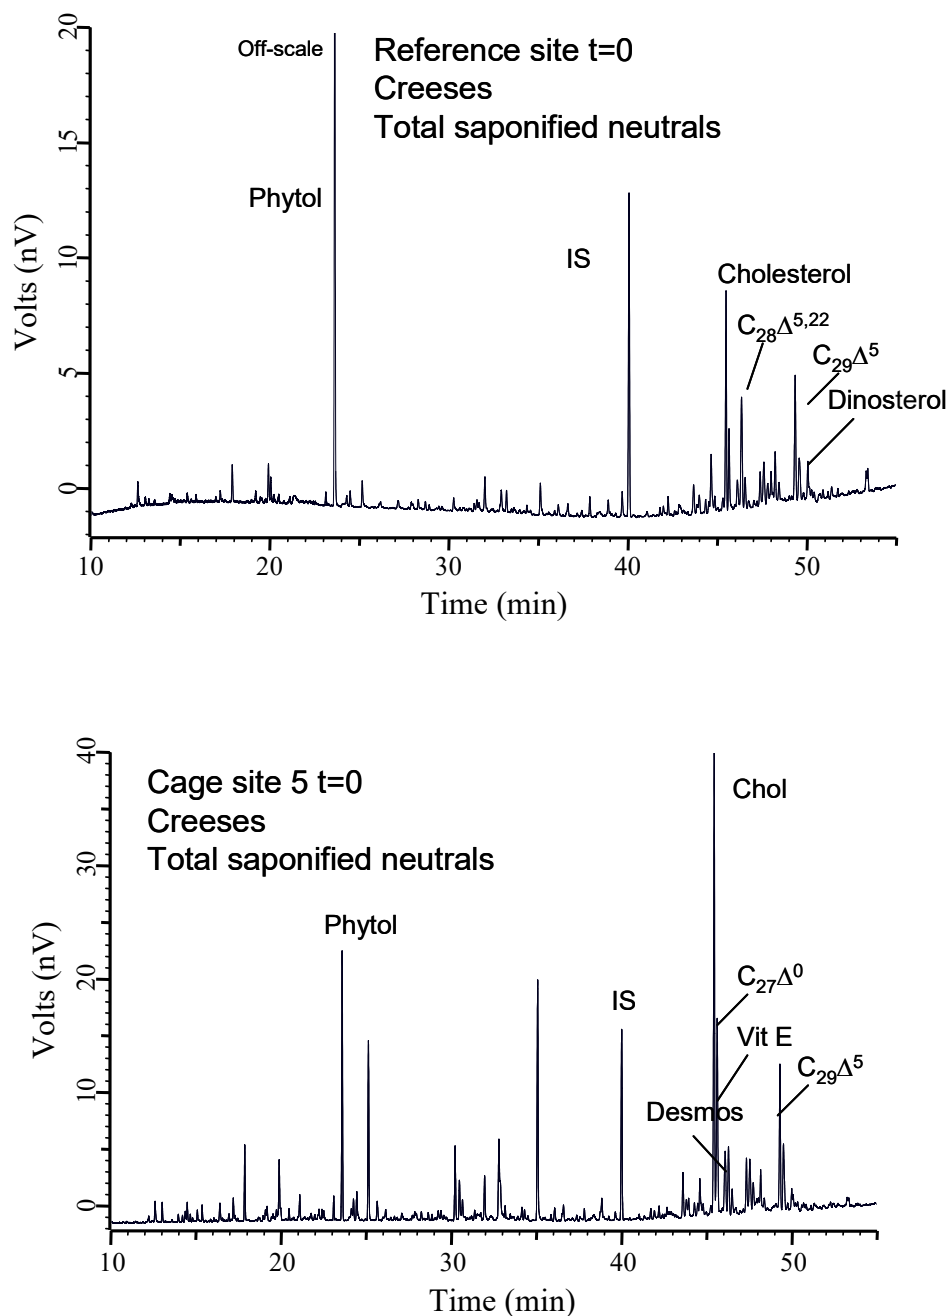 20
Off-scale
Reference site t=0
Creeses
Total saponified neutrals
15
Phytol
Volts (nV)
10
IS
Cholesterol
C₂₈Δ⁵,²²
5
C₂₉Δ⁵
Dinosterol
0
10 20 30 40 50
Time (min)
40
Cage site 5 t=0
Creeses
Total saponified neutrals
Chol
30
Phytol
Volts (nV)
20
IS
C₂₇Δ⁰
Vit E
10
C₂₉Δ⁵
Desmos
0
10 20 30 40 50
Time (min)